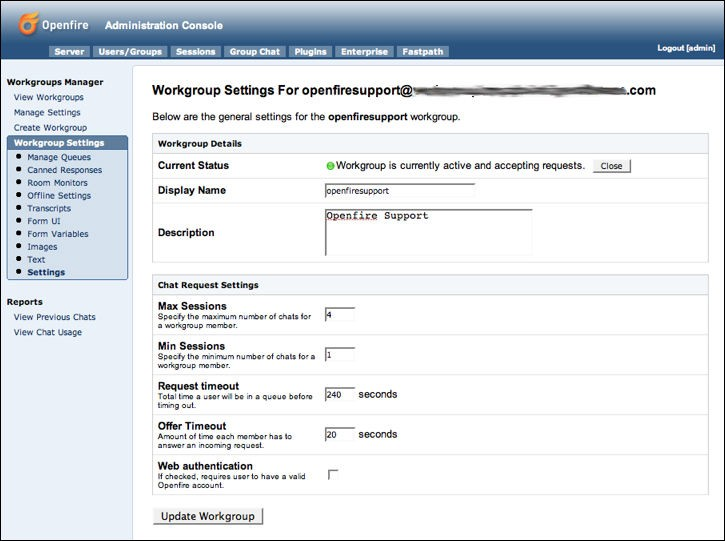 Openfire Administration Console
Server Users/Groups Sessions Group Chat Plugins Enterprise Fastpath
Logout [admin]
Workgroups Manager
View Workgroups
Manage Settings
Create Workgroup
Workgroup Settings
Manage Queues
Canned Responses
Room Monitors
Offline Settings
Transcripts
Form UI
Form Variables
Images
Text
Settings
Reports
View Previous Chats
View Chat Usage
Workgroup Settings For openfiresupport@ .com
Below are the general settings for the openfiresupport workgroup.
Workgroup Details
Current Status Workgroup is currently active and accepting requests. Close
Display Name openfiresupport
Description Openfire Support
Chat Request Settings
Max Sessions
Specify the maximum number of chats for
a workgroup member.
4
Min Sessions
Specify the minimum number of chats for a
workgroup member.
1
Request timeout
Total time a user will be in a queue before
timing out.
240 seconds
Offer Timeout
Amount of time each member has to
answer an incoming request.
20 seconds
Web authentication
If checked, requires user to have a valid
Openfire account.
Update Workgroup